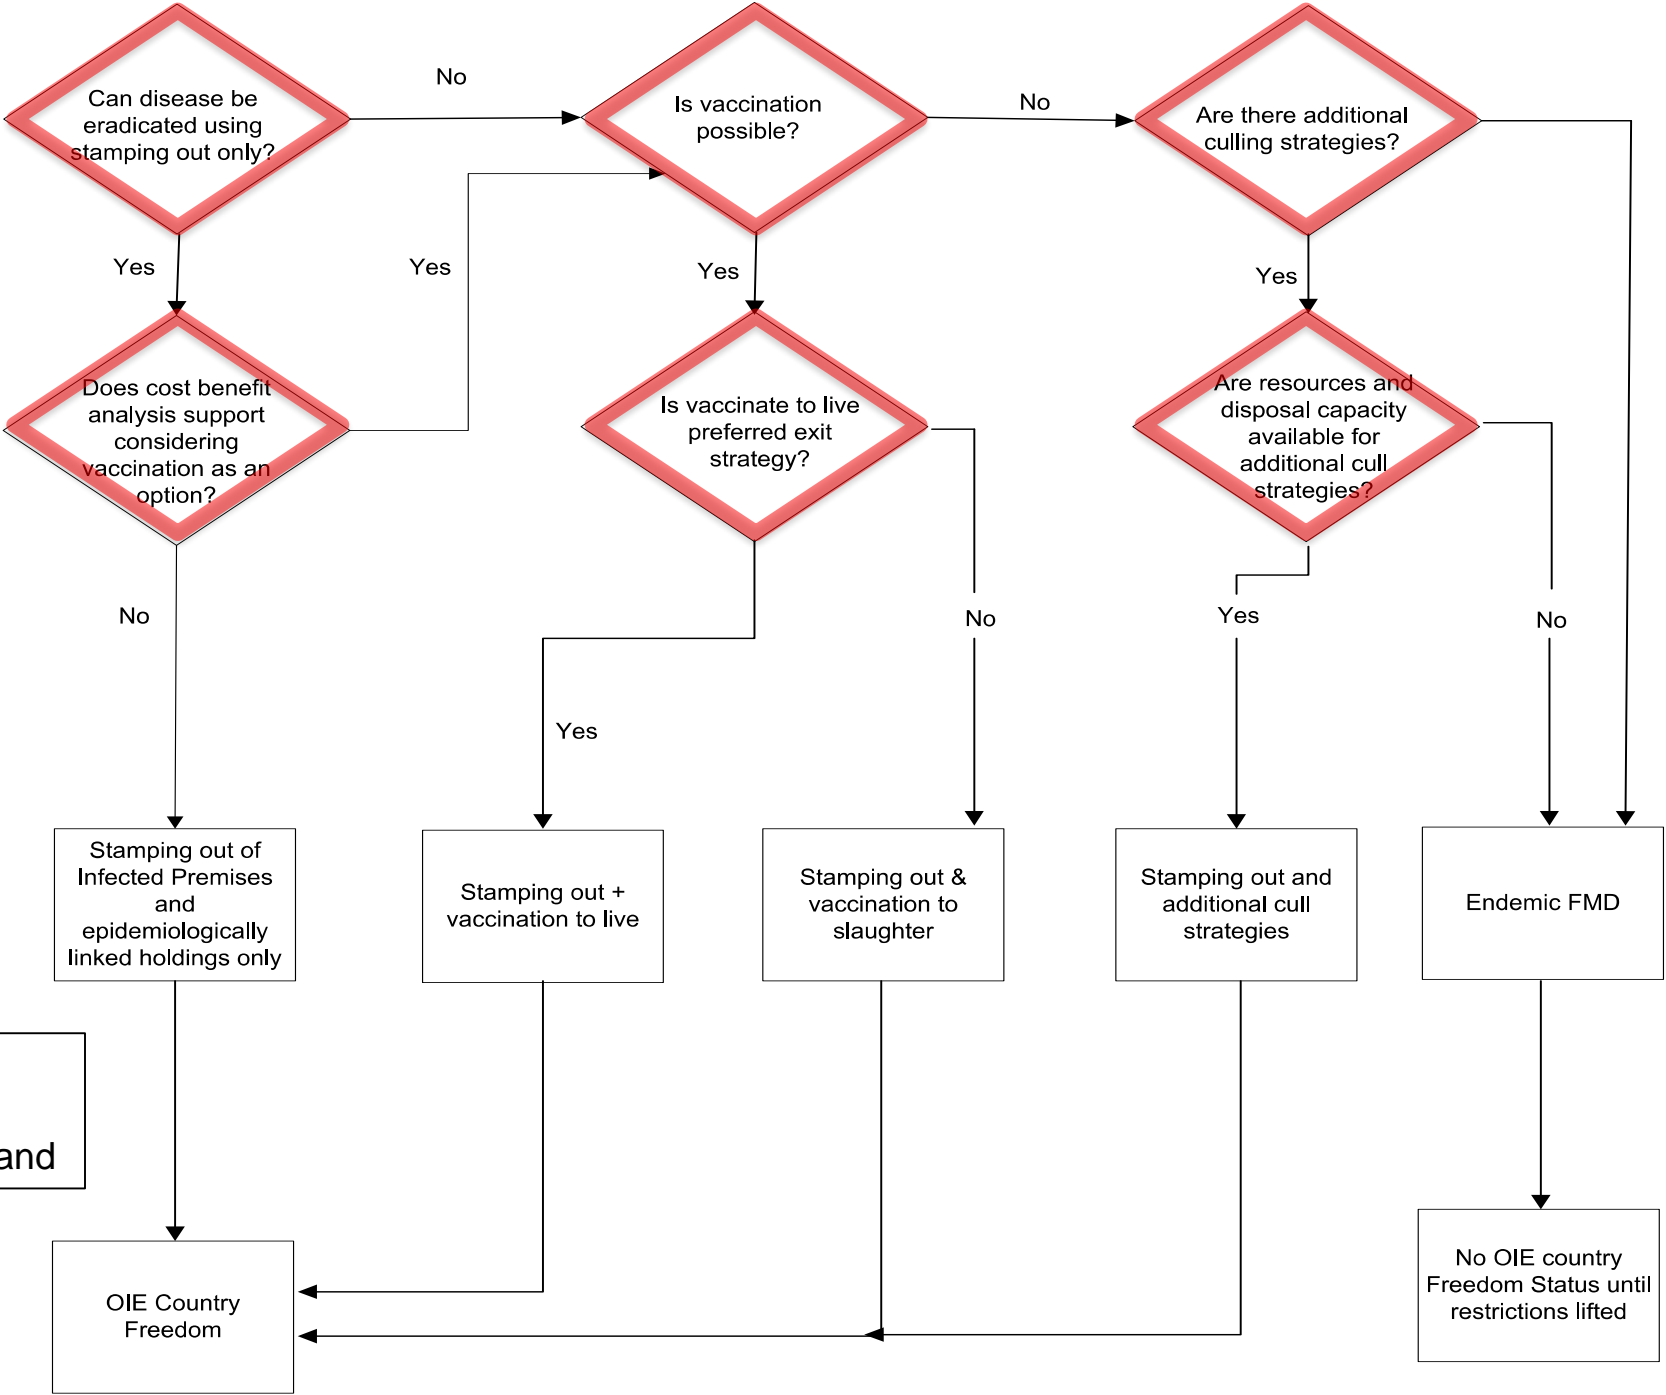 Can disease be
eradicated using
stamping out only?
No
Is vaccination
possible?
No
Are there additional
culling strategies?
Yes
Yes
Yes
Yes
Does cost benefit
analysis support
considering
vaccination as an
option?
Is vaccinate to live
preferred exit
strategy?
Are resources and
disposal capacity
available for
additional cull
strategies?
No
No
Yes
No
Yes
Stamping out of
Infected Premises
and
epidemiologically
linked holdings only
Stamping out +
vaccination to live
Stamping out &
vaccination to
slaughter
Stamping out and
additional cull
strategies
Endemic FMD
and
OIE Country
Freedom
No OIE country
Freedom Status until
restrictions lifted